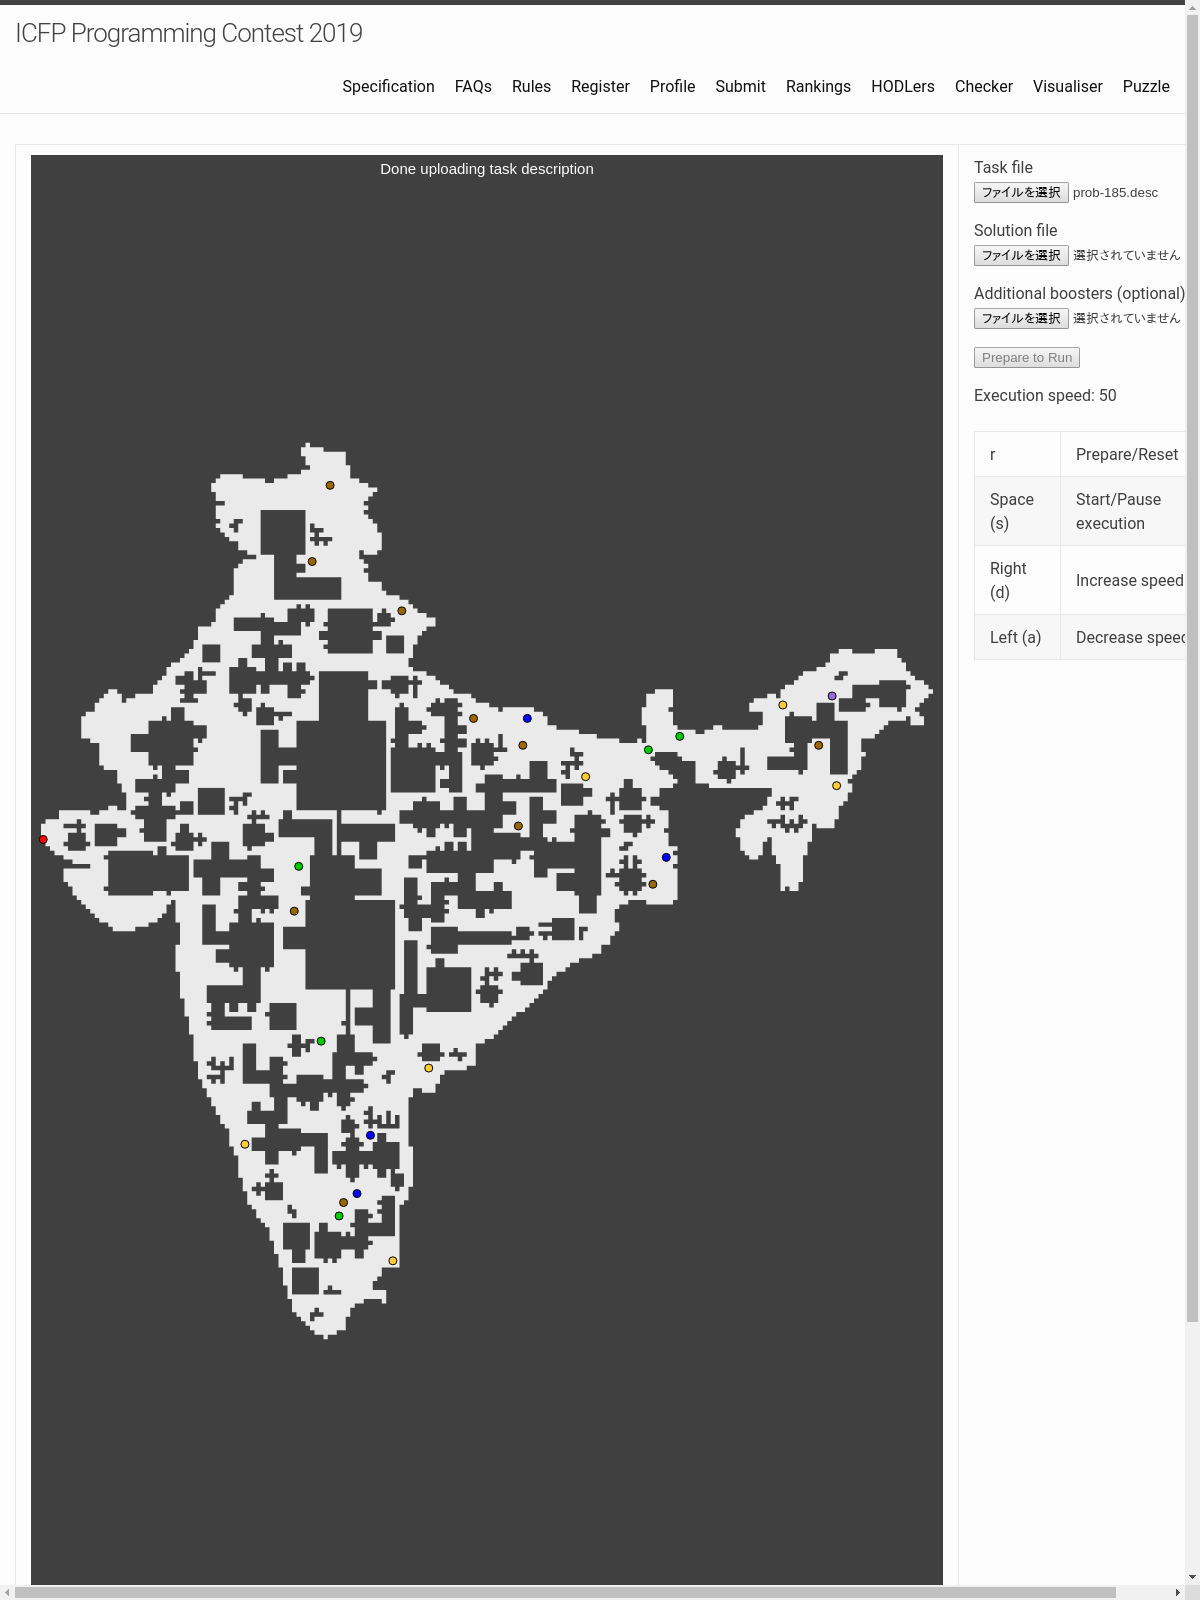 ICFP Programming Contest 2019
Specification FAQs Rules Register Profile Submit Rankings HODLers Checker Visualiser Puzzle
Done uploading task description
Task file
ファイルを選択 prob-185.desc
Solution file
ファイルを選択 選択されていません
Additional boosters (optional)
ファイルを選択 選択されていません
Prepare to Run
Execution speed: 50
r Prepare/Reset
Space (s) Start/Pause execution
Right (d) Increase speed
Left (a) Decrease speed